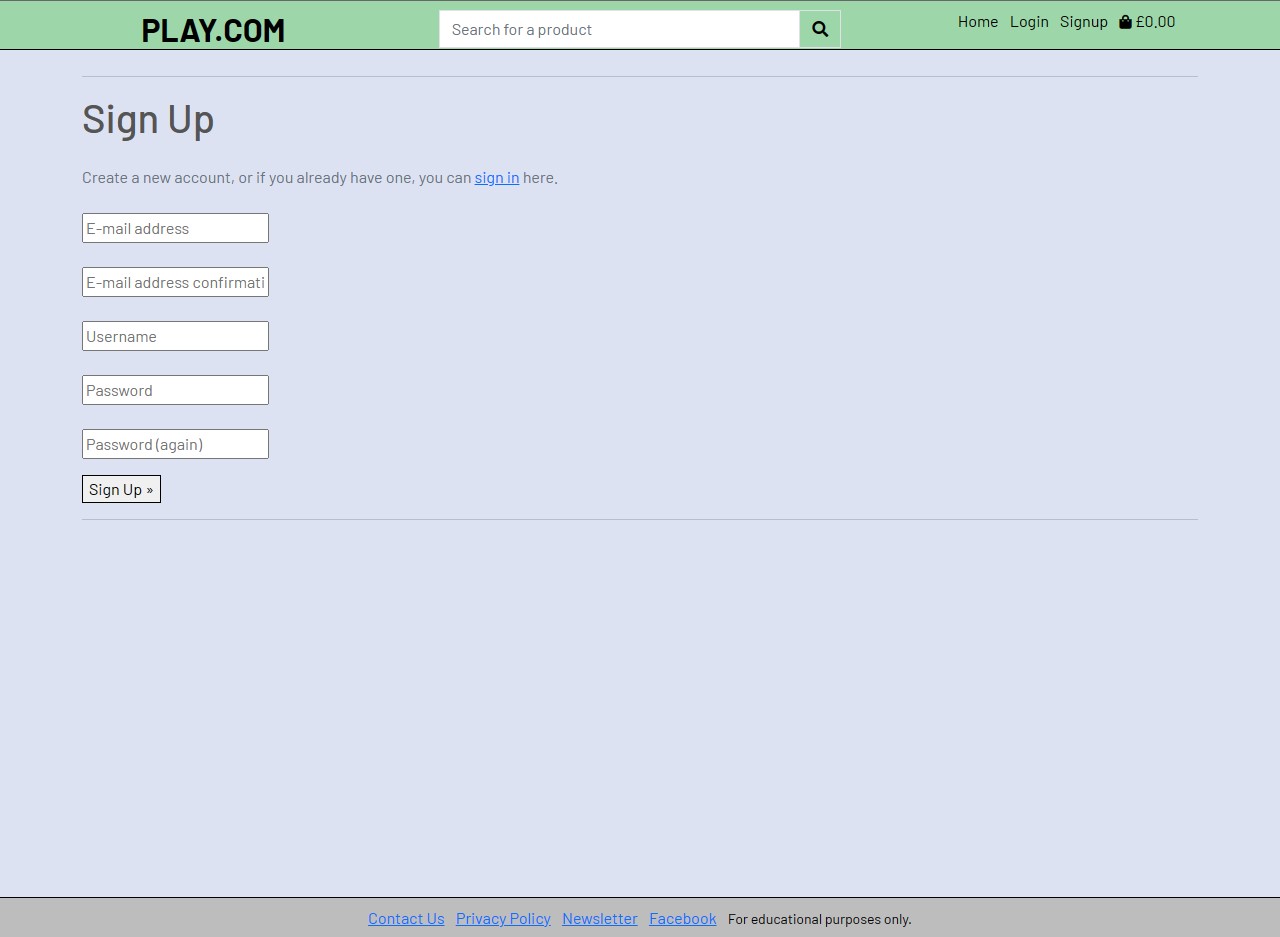 PLAY.COM
Search for a product
Home Login Signup £0.00
Sign Up
Create a new account, or if you already have one, you can sign in here.
E-mail address
E-mail address confirmati
Username
Password
Password (again)
Sign Up »
Contact Us Privacy Policy Newsletter Facebook For educational purposes only.